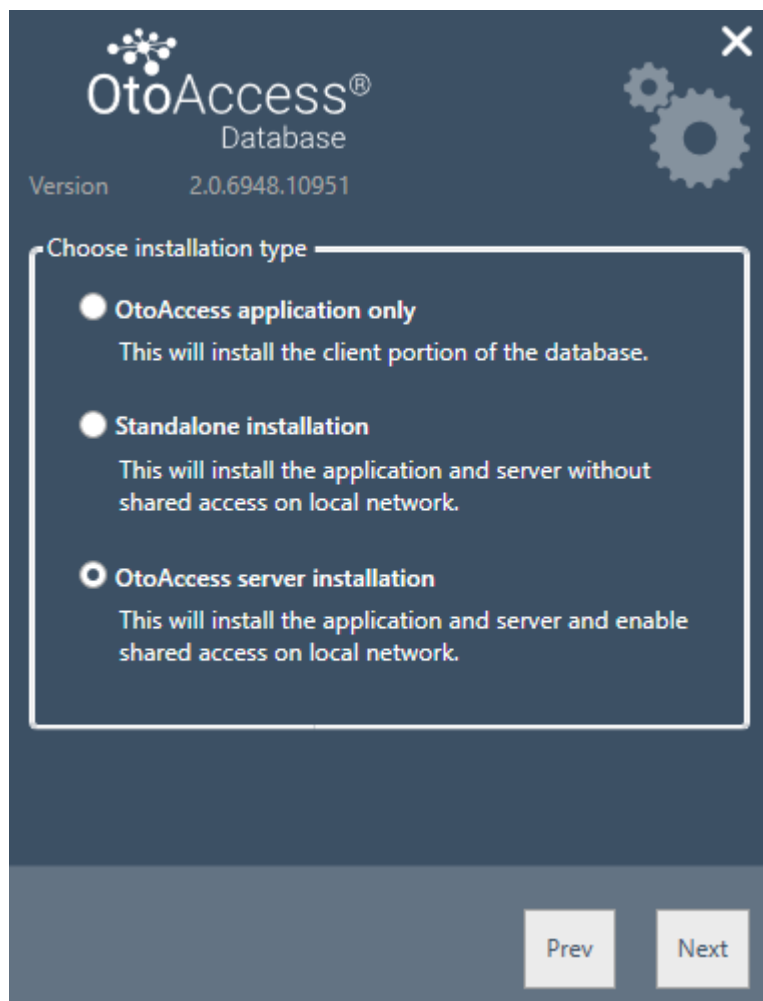 OtoAccess®
Database
Version 2.0.6948.10951
Choose installation type
OtoAccess application only
This will install the client portion of the database.
Standalone installation
This will install the application and server without
shared access on local network.
OtoAccess server installation
This will install the application and server and enable
shared access on local network.
Prev Next